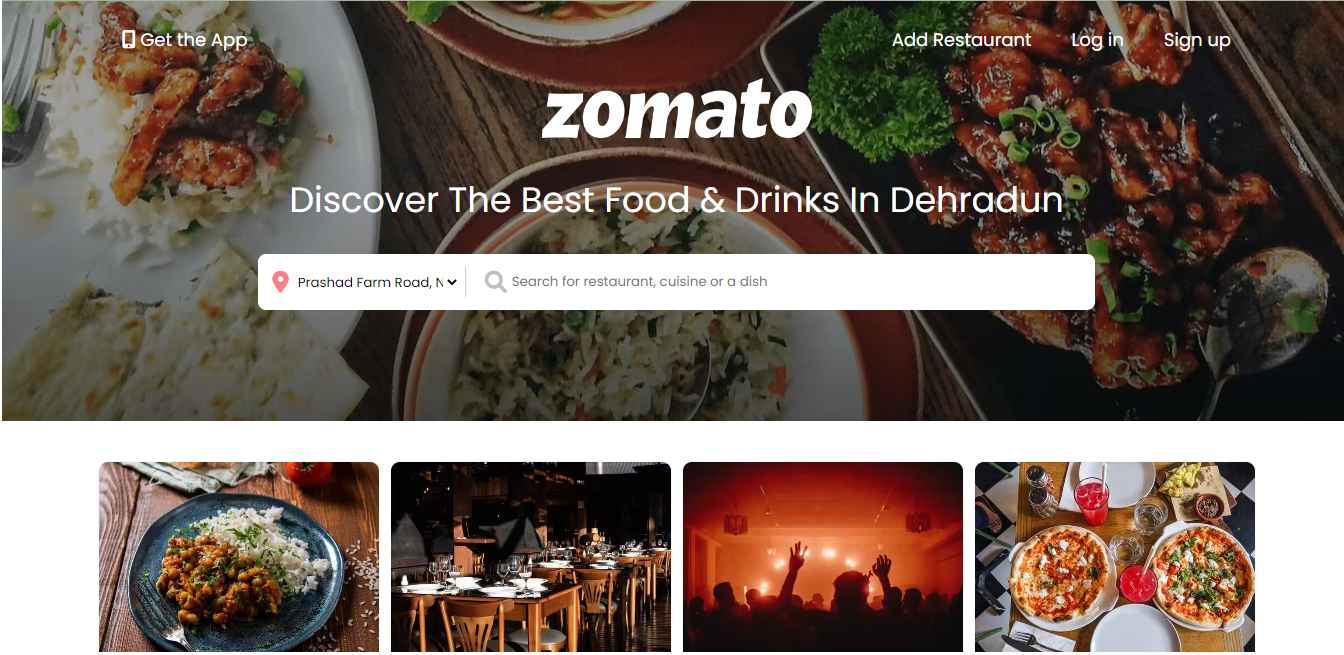 Get the App
Add Restaurant
Log in
Sign up
zomato
Discover The Best Food & Drinks In Dehradun
Prashad Farm Road, N
Search for restaurant, cuisine or a dish